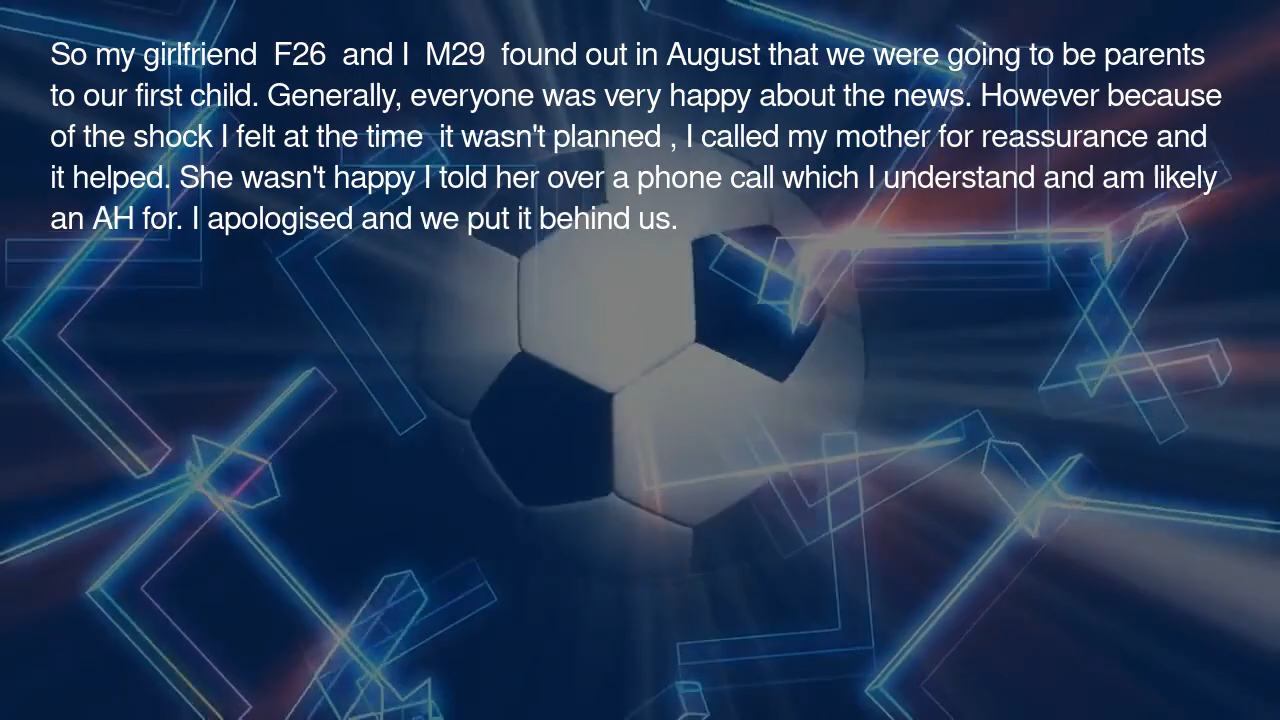 So my girlfriend  F26  and I  M29  found out in August that we were going to be parents
to our first child. Generally, everyone was very happy about the news. However because
of the shock I felt at the time  it wasn't planned , I called my mother for reassurance and
it helped. She wasn't happy I told her over a phone call which I understand and am likely
an AH for. I apologised and we put it behind us.